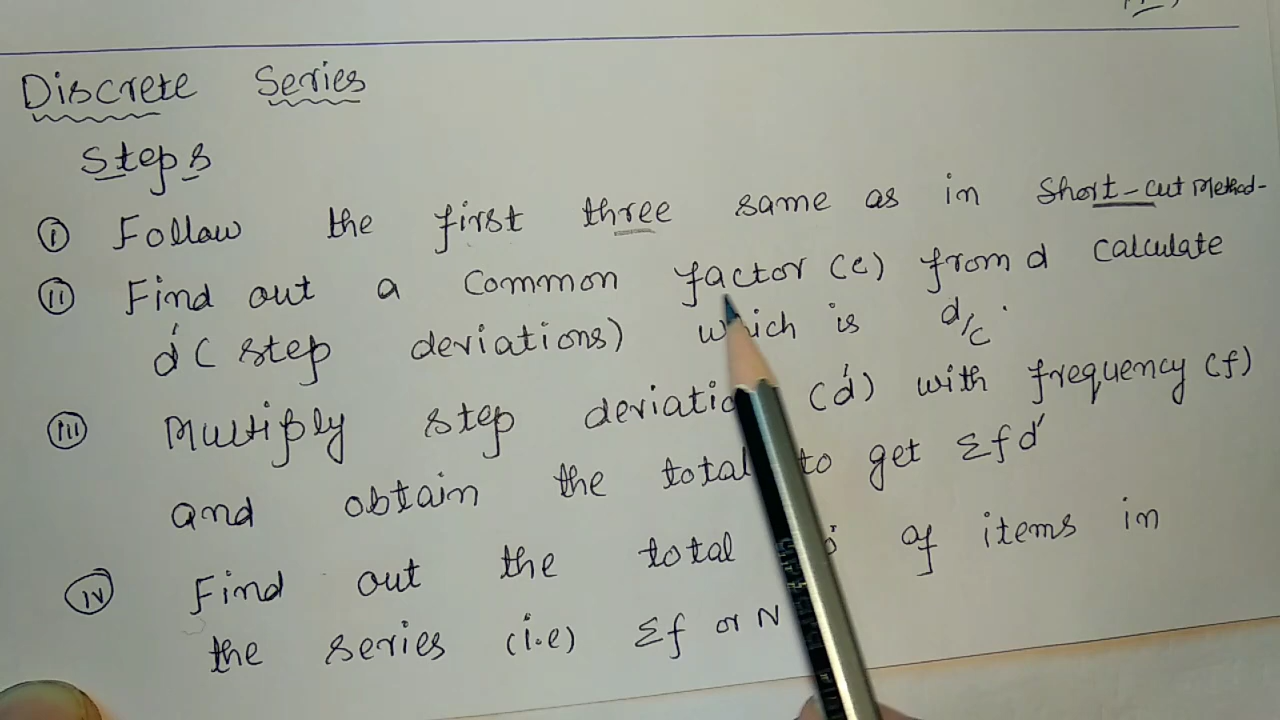 Discrete Series
Steps
(i) Follow the first three same as in Short-cut Method-
(ii) Find out a common factor (c) from d calculate
d'( step deviations) which is d/c.
(iii) Multiply step deviation (d') with frequency (f)
and obtain the total to get Σfd'
(iv) Find out the total of items in
the series (i.e) Σf or N